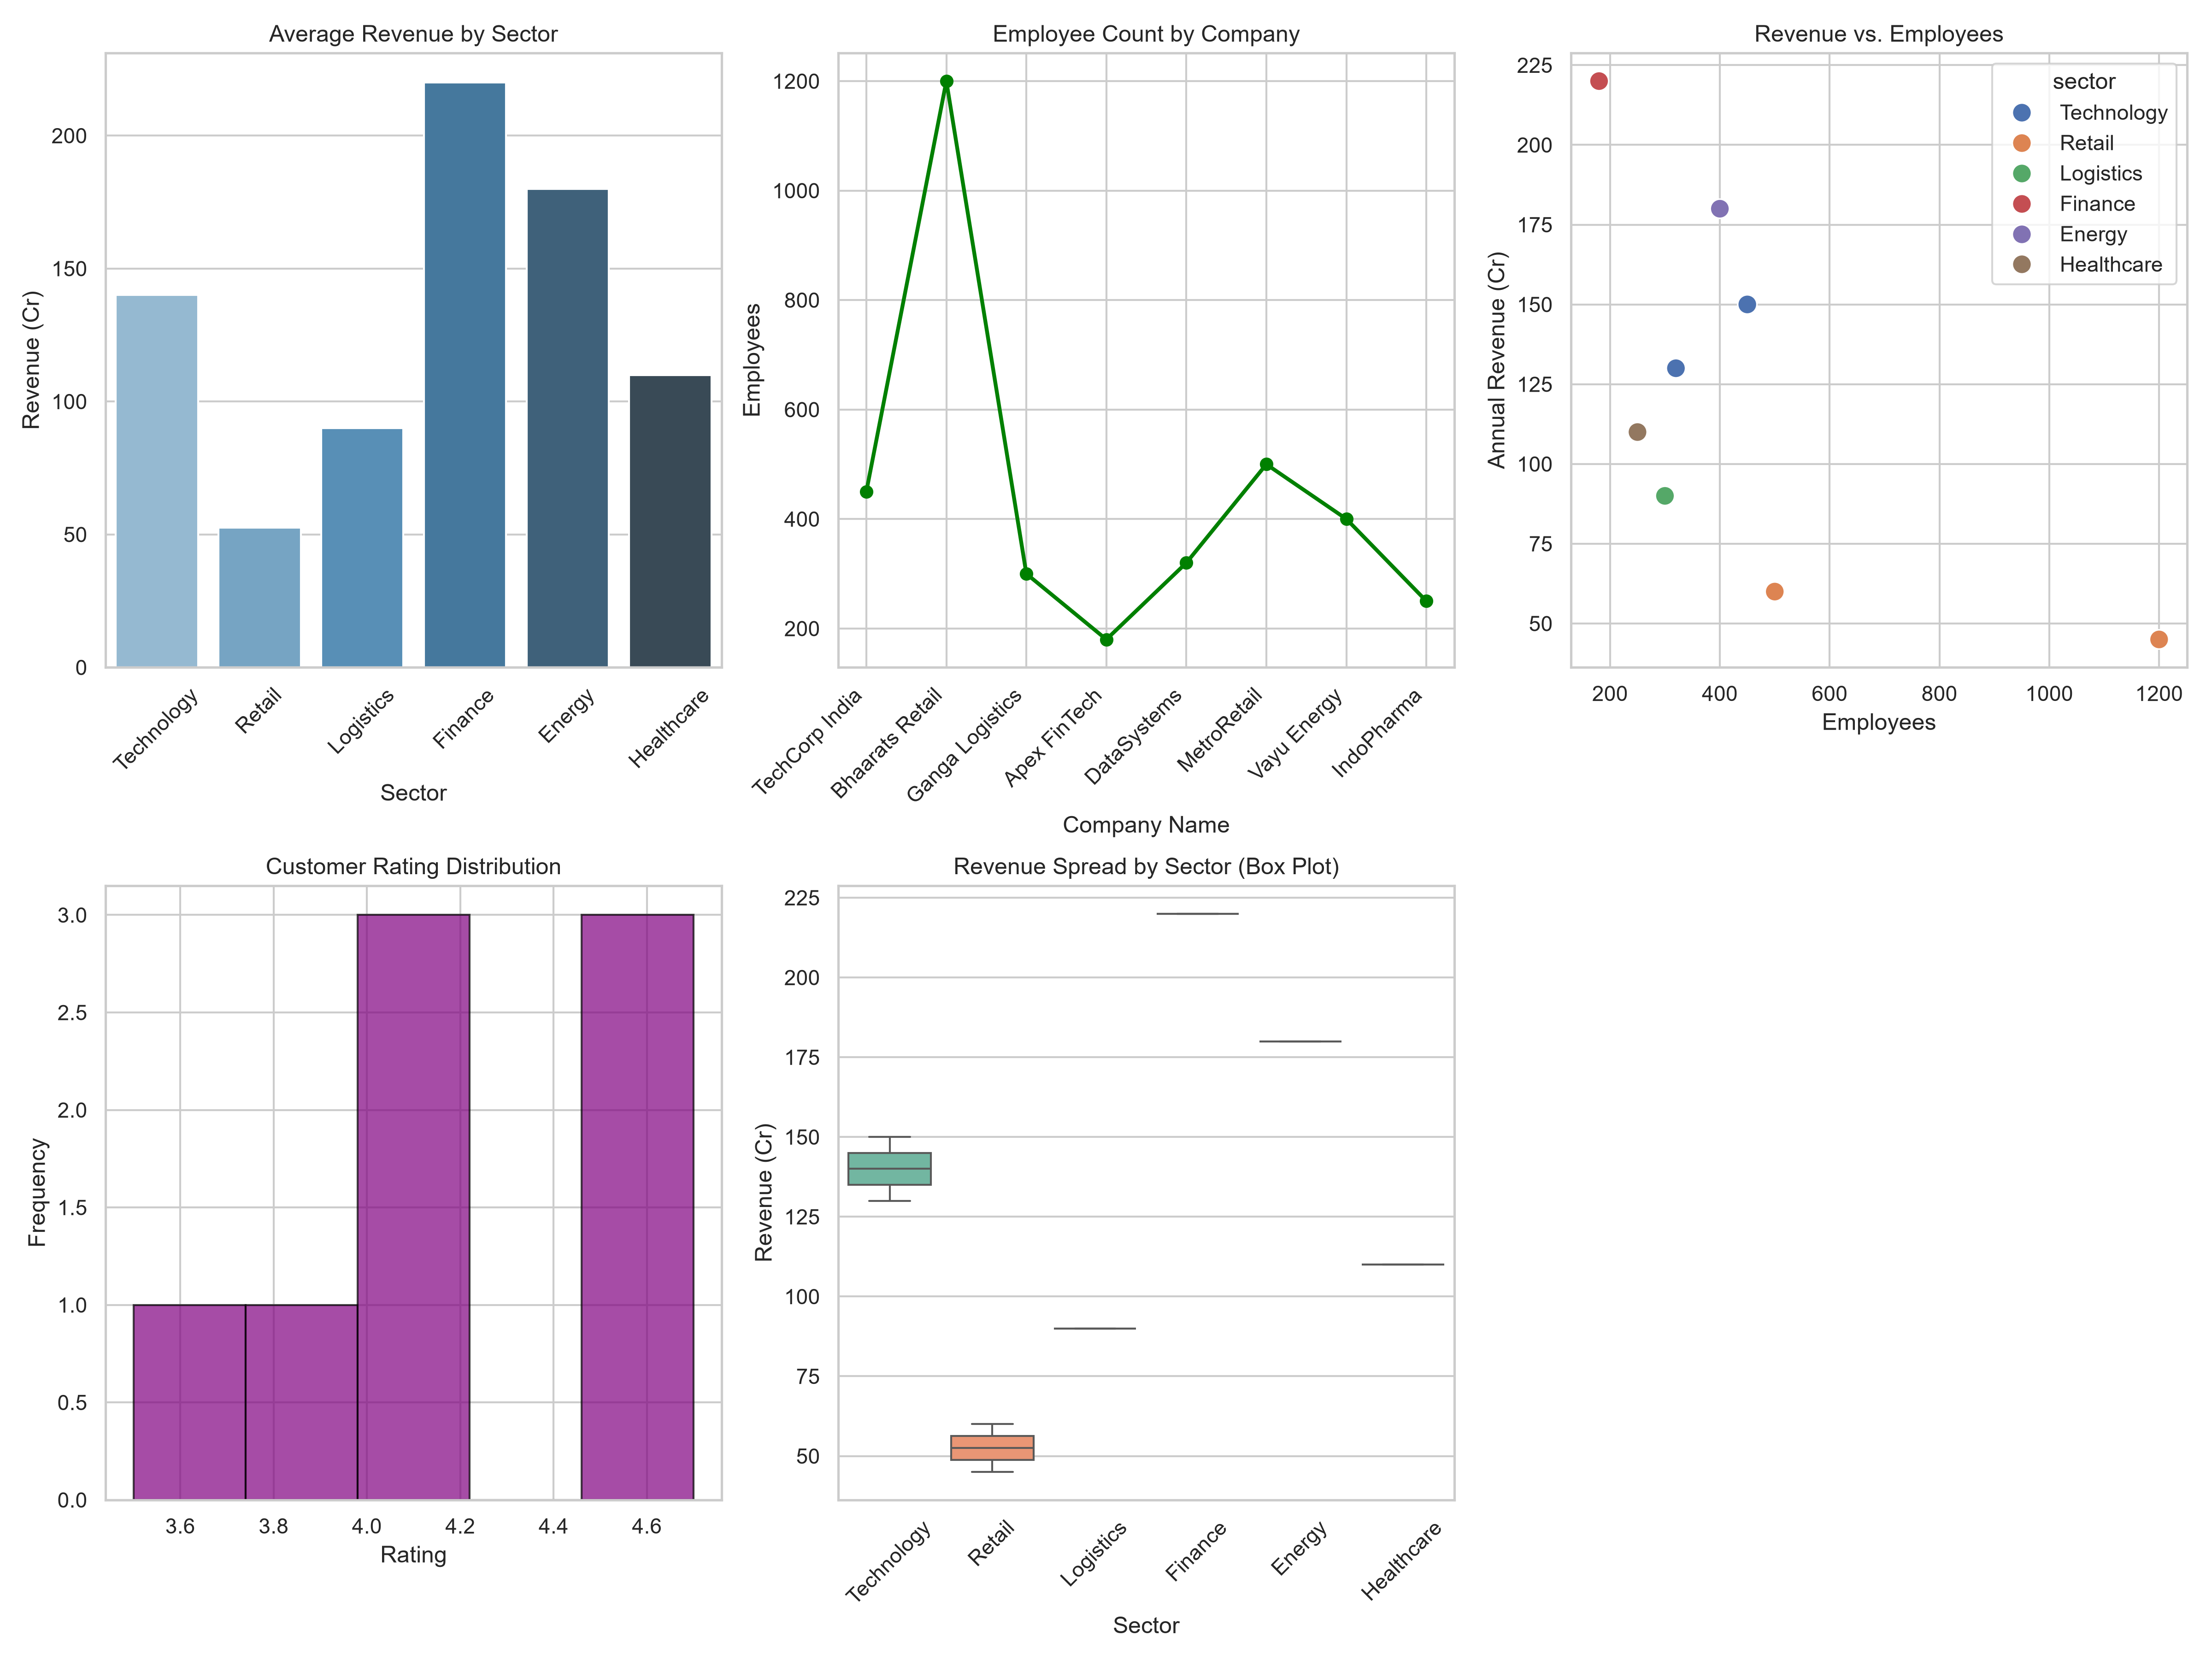 Average Revenue by Sector
Revenue (Cr)
200
150
100
50
0
Technology
Retail
Logistics
Finance
Energy
Healthcare
Sector
Employee Count by Company
Employees
1200
1000
800
600
400
200
TechCorp India
Bhaarats Retail
Ganga Logistics
Apex FinTech
DataSystems
MetroRetail
Vayu Energy
IndoPharma
Company Name
Revenue vs. Employees
Annual Revenue (Cr)
225
200
175
150
125
100
75
50
sector
Technology
Retail
Logistics
Finance
Energy
Healthcare
200 400 600 800 1000 1200
Employees
Customer Rating Distribution
Frequency
3.0
2.5
2.0
1.5
1.0
0.5
0.0
3.6 3.8 4.0 4.2 4.4 4.6
Rating
Revenue Spread by Sector (Box Plot)
Revenue (Cr)
225
200
175
150
125
100
75
50
Technology
Retail
Logistics
Finance
Energy
Healthcare
Sector